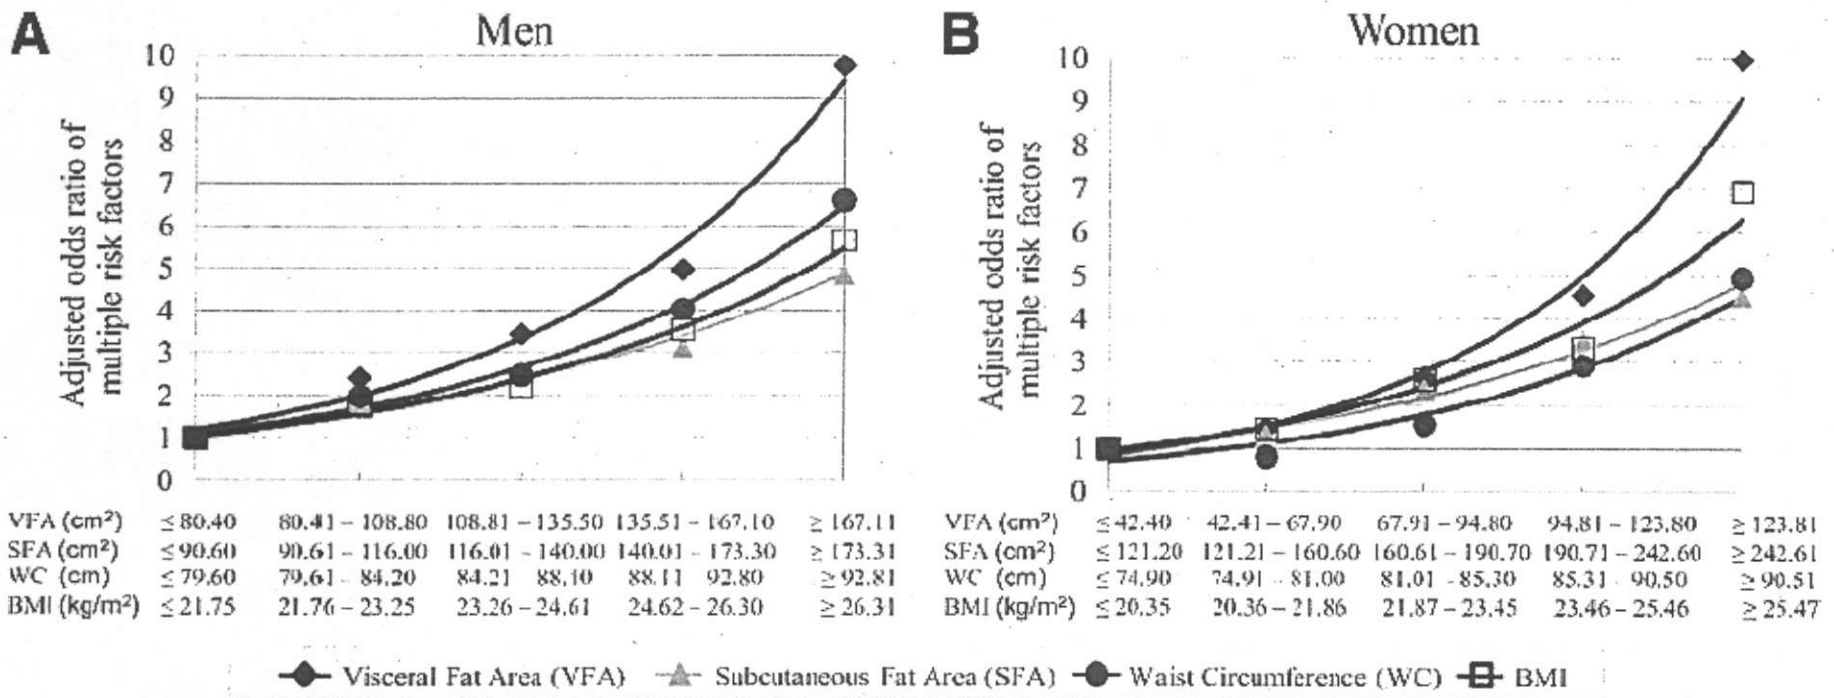 A
Men
10
9
8
7
6
5
4
3
2
1
0
Adjusted odds ratio of
multiple risk factors
VFA (cm²) ≤ 80.40 80.41 – 108.80 108.81 – 135.50 135.51 – 167.10 ≥ 167.11
SFA (cm²) ≤ 90.60 90.61 – 116.00 116.01 - 140.00 140.01 - 173.30 ≥ 173.31
WC (cm) ≤ 79.60 79.61 - 84.20 84.21 88.10 88.11 92.80 ≥ 92.81
BMI (kg/m²) ≤ 21.75 21.76 – 23.25 23.26 – 24.61 24.62 – 26.30 ≥ 26.31
B
Women
10
9
8
7
6
5
4
3
2
1
0
Adjusted odds ratio of
multiple risk factors
VFA (cm²) ≤ 42.40 42.41 – 67.90 67.91 – 94.80 94.81 – 123.80 ≥ 123.81
SFA (cm²) ≤ 121.20 121.21 – 160.60 160.61 – 190.70 190.71 – 242.60 ≥ 242.61
WC (cm) ≤ 74.90 74.91 - 81.00 81.01 - 85.30 85.31 - 90.50 ≥ 90.51
BMI (kg/m²) ≤ 20.35 20.36 – 21.86 21.87 – 23.45 23.46 – 25.46 ≥ 25.47
Visceral Fat Area (VFA) Subcutaneous Fat Area (SFA) Waist Circumference (WC) BMI